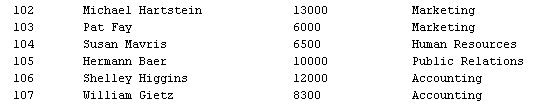 102 Michael Hartstein 13000 Marketing
103 Pat Fay 6000 Marketing
104 Susan Mavris 6500 Human Resources
105 Hermann Baer 10000 Public Relations
106 Shelley Higgins 12000 Accounting
107 William Gietz 8300 Accounting